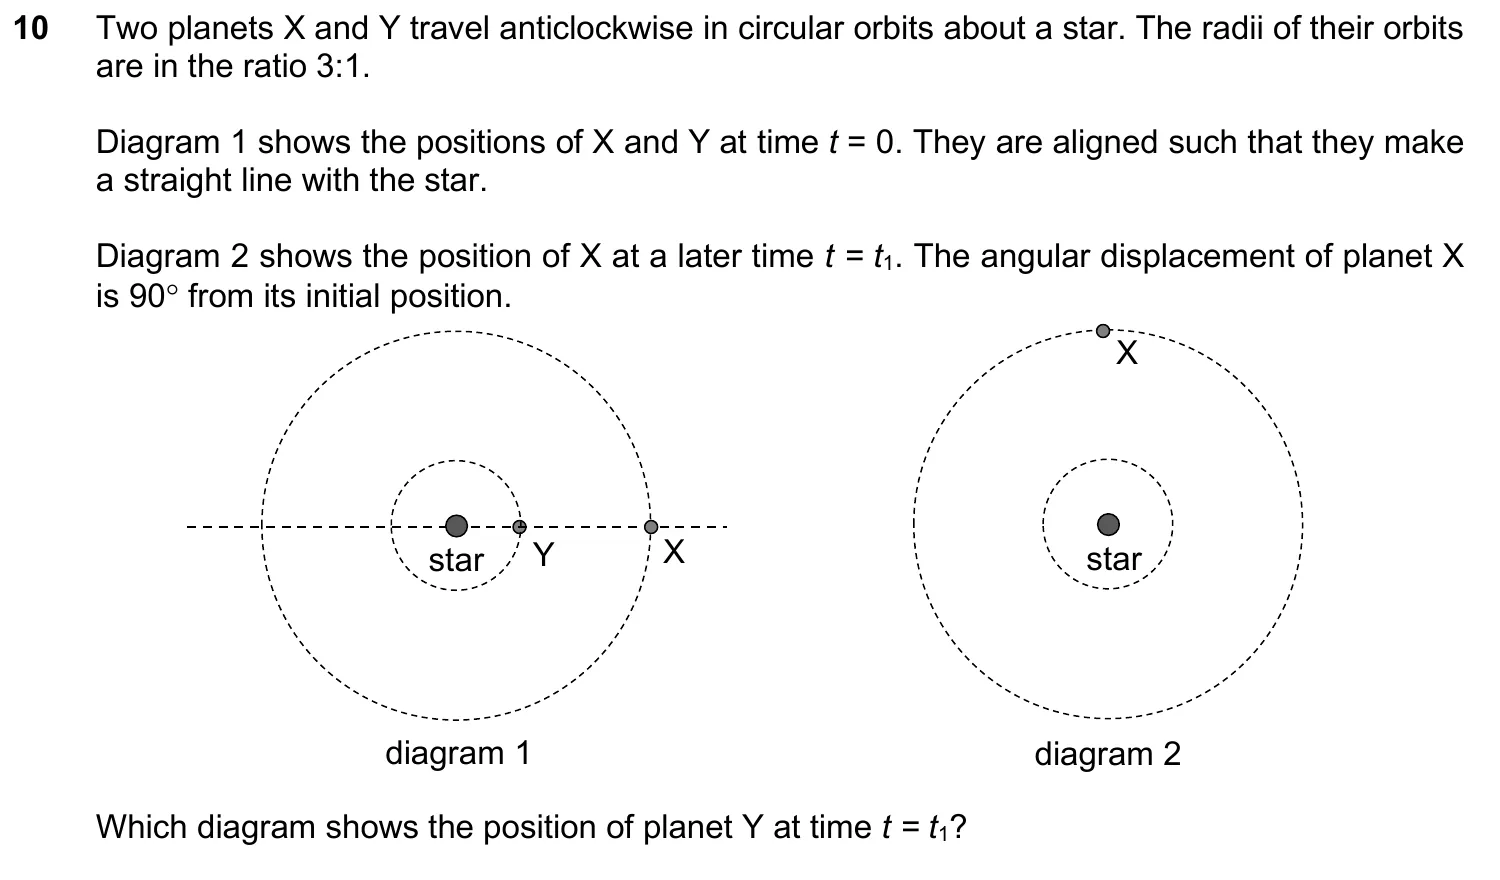 10 Two planets X and Y travel anticlockwise in circular orbits about a star. The radii of their orbits
are in the ratio 3:1.
Diagram 1 shows the positions of X and Y at time t = 0. They are aligned such that they make
a straight line with the star.
Diagram 2 shows the position of X at a later time t = t₁. The angular displacement of planet X
is 90° from its initial position.
X
star
Y
X
star
diagram 1
diagram 2
Which diagram shows the position of planet Y at time t = t₁?